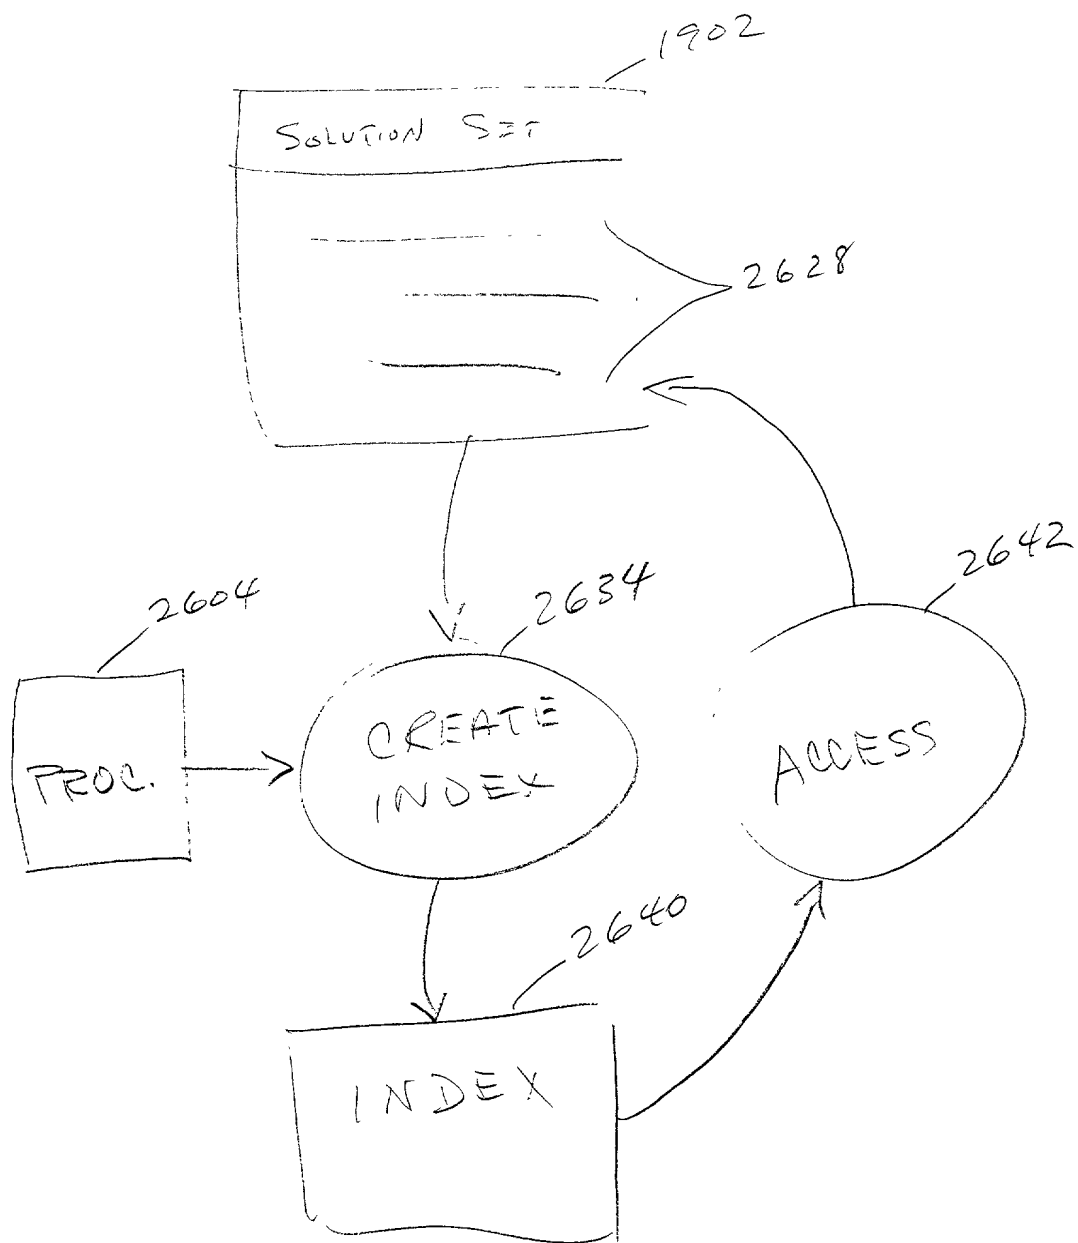 1902
SOLUTION SET
2628
2642
2604
2634
CREATE
INDEX
PROC.
ACCESS
2640
INDEX